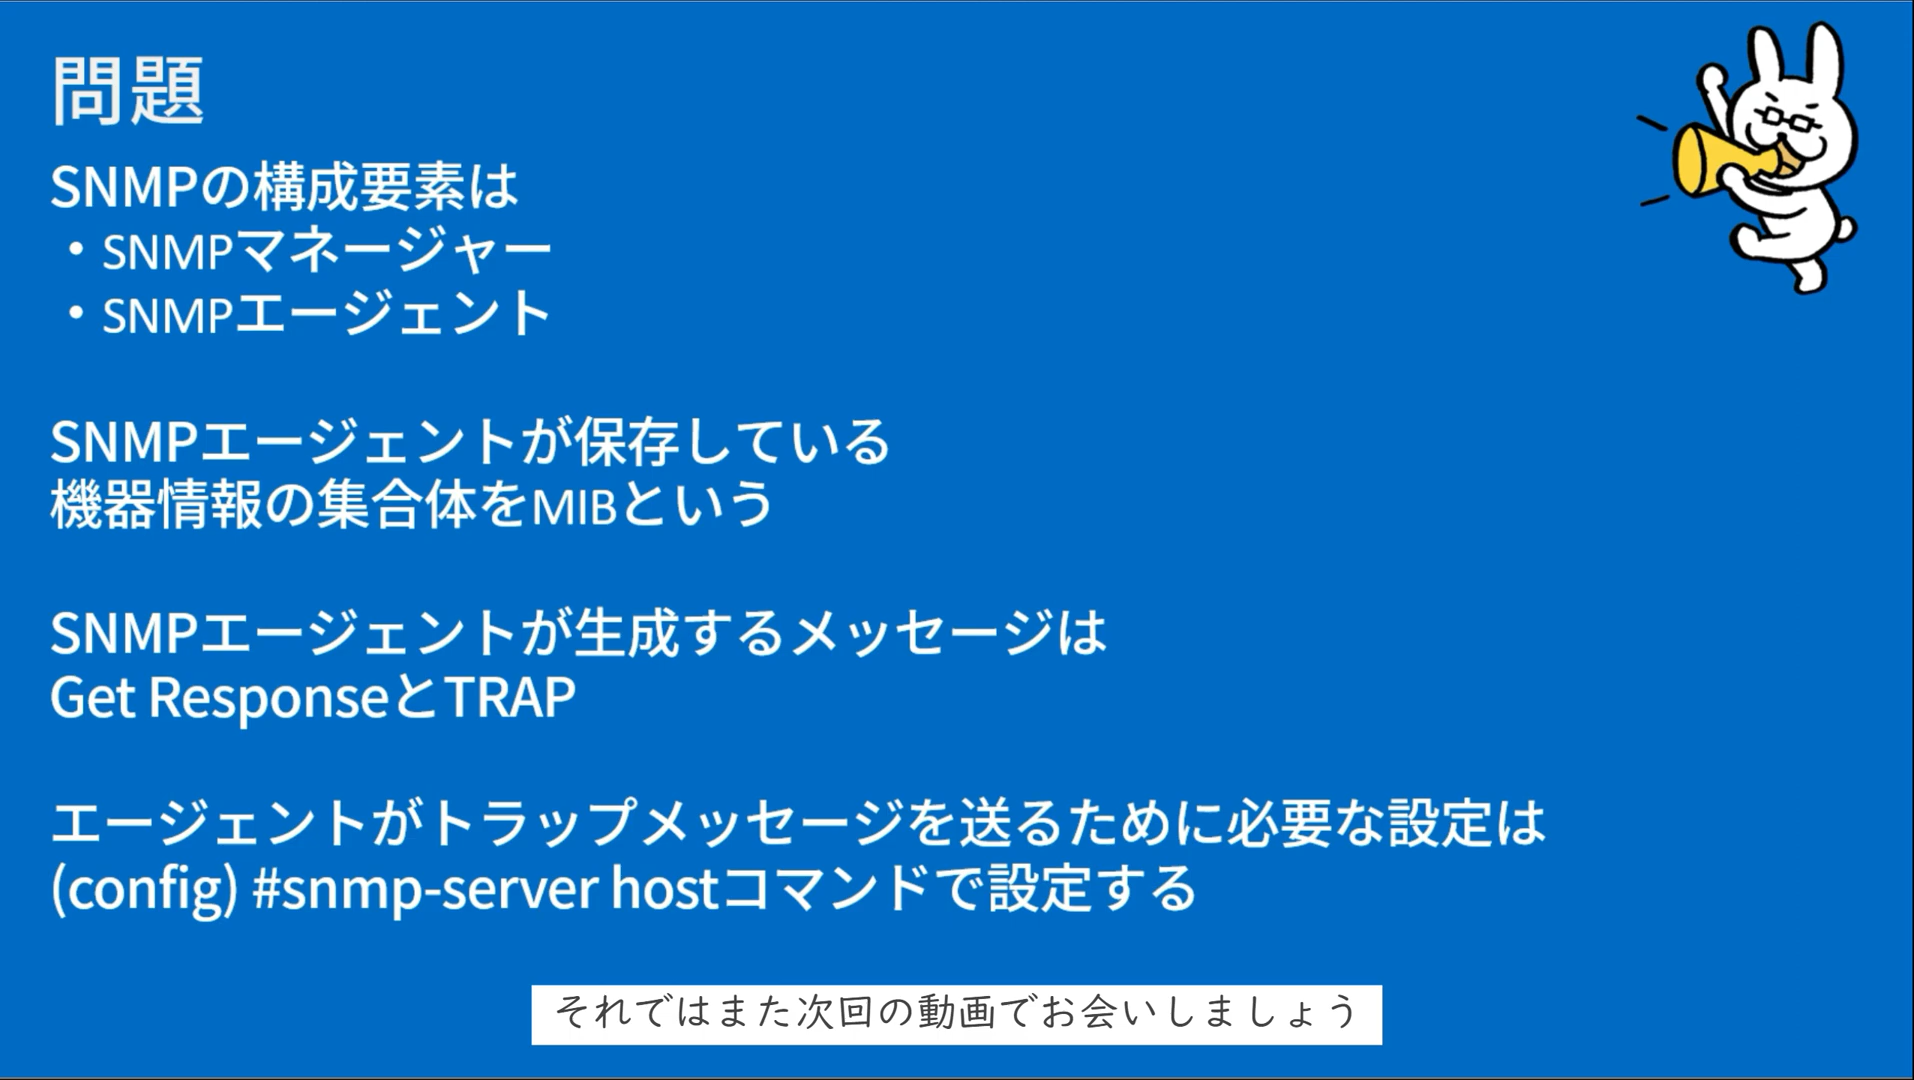 問題
SNMPの構成要素は
・SNMPマネージャー
・SNMPエージェント
SNMPエージェントが保存している
機器情報の集合体をMIBという
SNMPエージェントが生成するメッセージは
Get ResponseとTRAP
エージェントがトラップメッセージを送るために必要な設定は
(config) #snmp-server hostコマンドで設定する
それではまた次回の動画でお会いしましょう